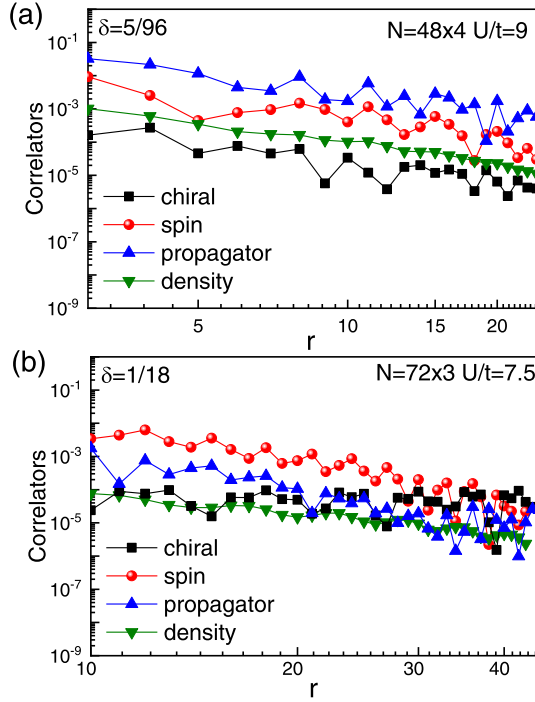 (a)
δ=5/96
N=48x4 U/t=9
10⁻¹
10⁻³
10⁻⁵
10⁻⁷
10⁻⁹
Correlators
chiral
spin
propagator
density
5
10
15
20
r
(b)
δ=1/18
N=72x3 U/t=7.5
10⁻¹
10⁻³
10⁻⁵
10⁻⁷
10⁻⁹
Correlators
chiral
spin
propagator
density
10
20
30
40
r